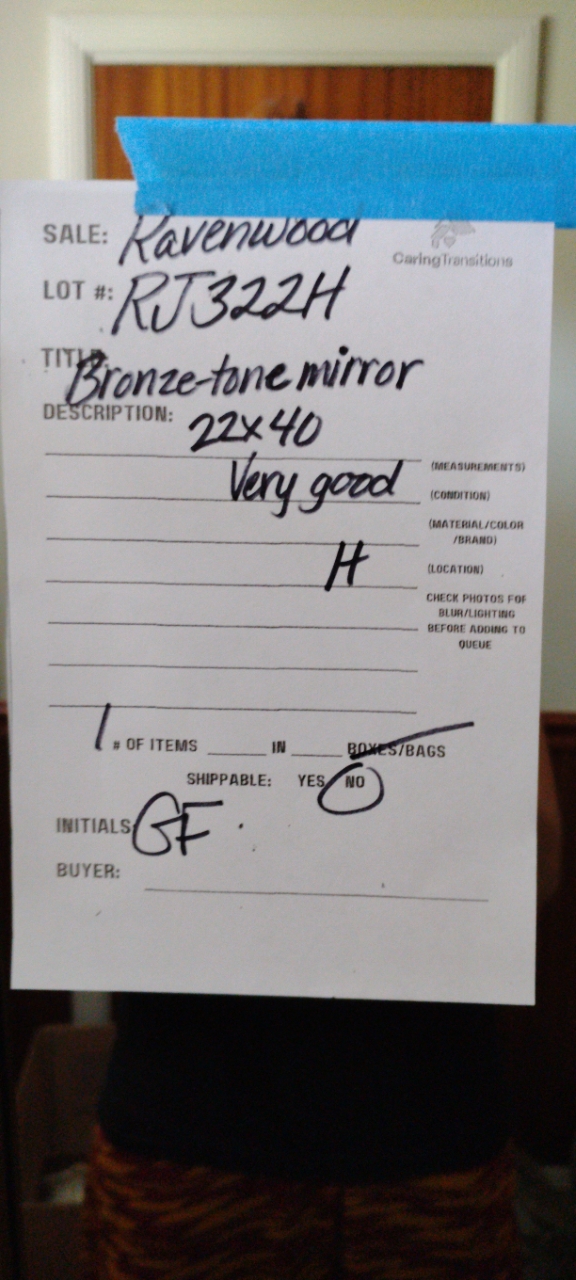 SALE: Ravenwood
CaringTransitions
LOT #: RJ322H
TITLE: Bronze-tone mirror
DESCRIPTION: 22x40
(MEASUREMENTS)
Very good (CONDITION)
(MATERIAL/COLOR
/BRAND)
H (LOCATION)
CHECK PHOTOS FOR
BLUR/LIGHTING
BEFORE ADDING TO
QUEUE
1 # OF ITEMS ______ IN ______ BOXES/BAGS
SHIPPABLE: YES NO
INITIALS GF
BUYER: